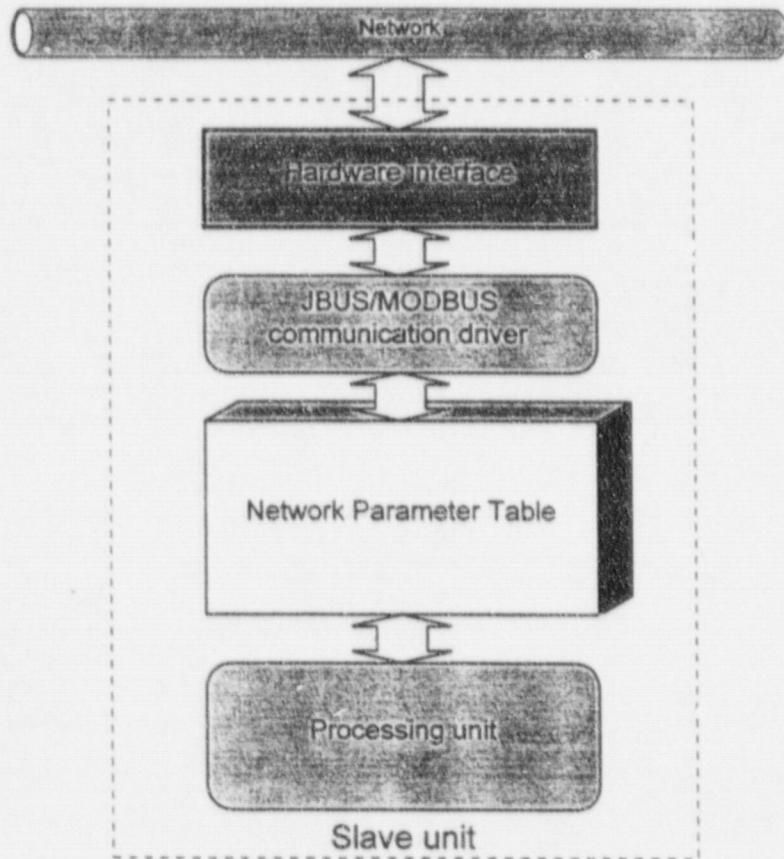 Network
Hardware interface
JBUS/MODBUS
communication driver
Network Parameter Table
Processing unit
Slave unit